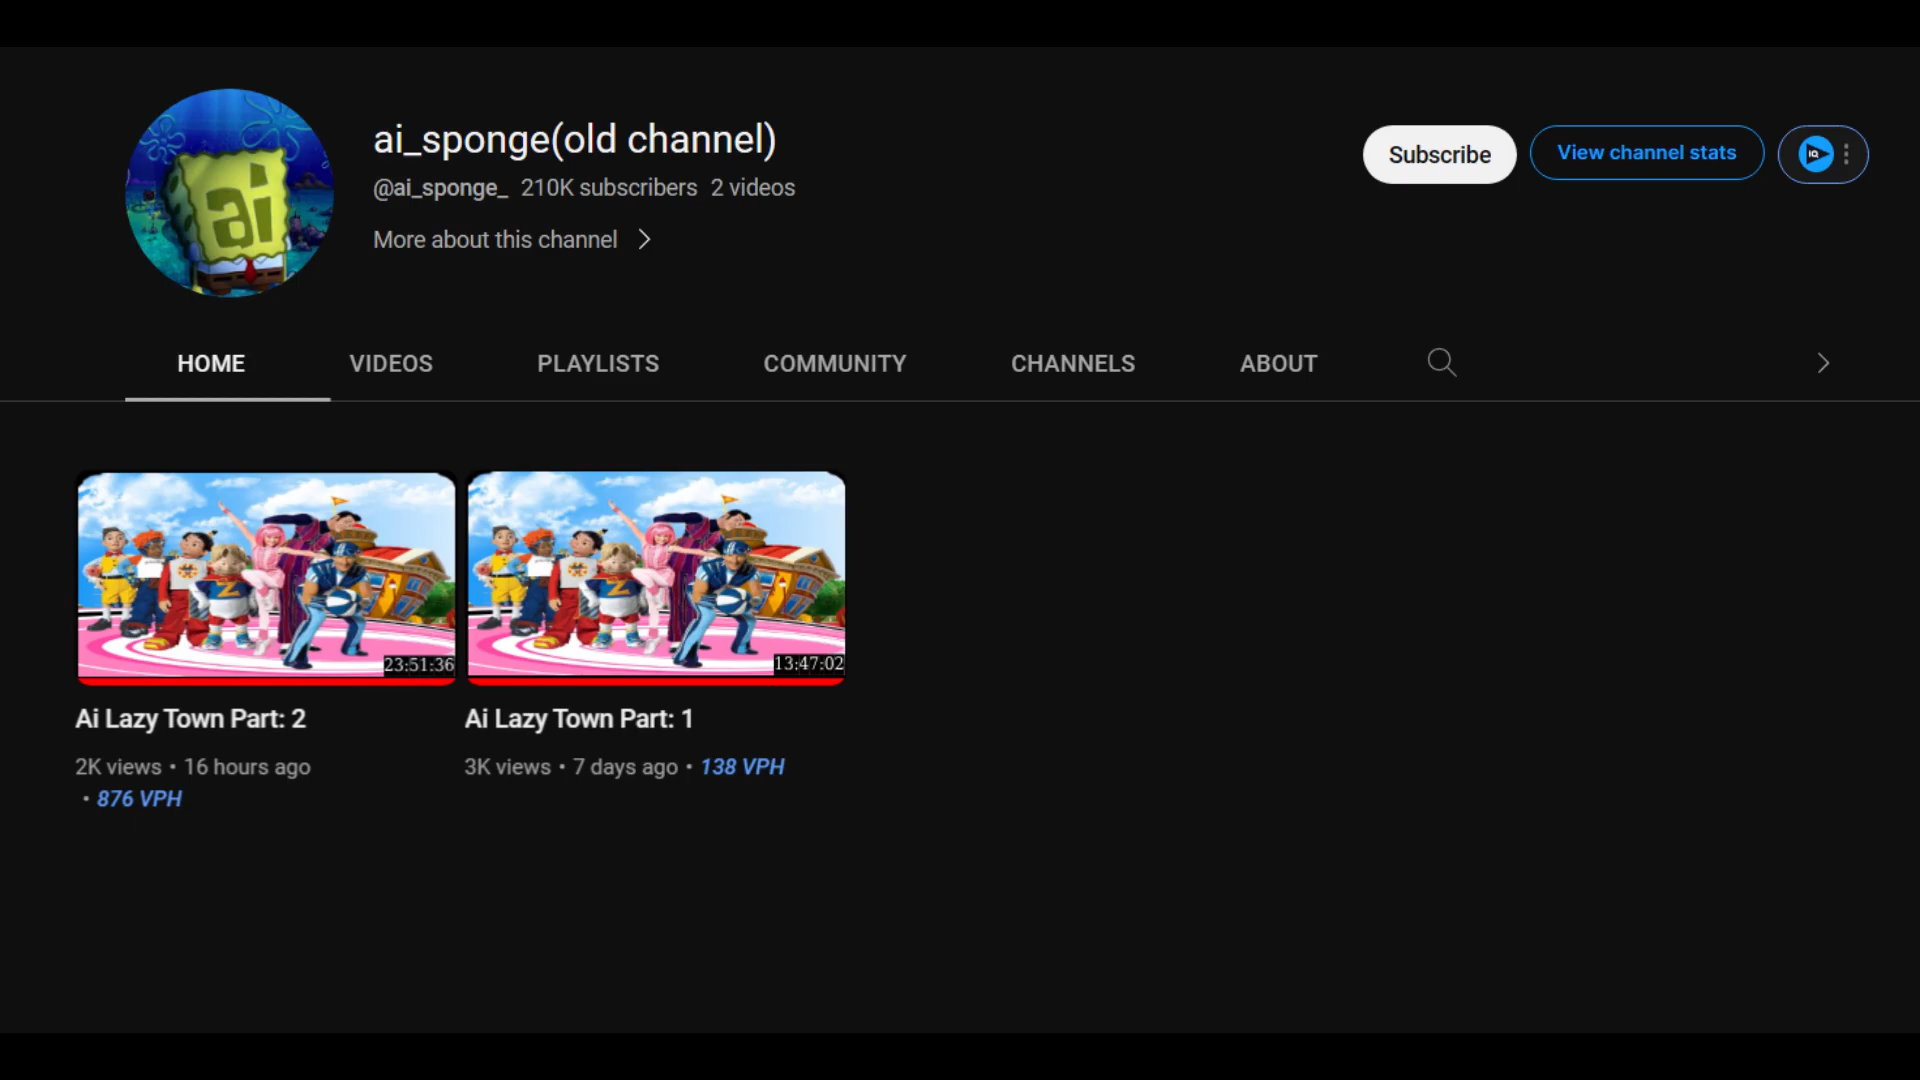 ai
ai_sponge(old channel)
@ai_sponge_ 210K subscribers 2 videos
More about this channel
Subscribe
View channel stats
IQ
HOME VIDEOS PLAYLISTS COMMUNITY CHANNELS ABOUT
Z
23:51:36
Z
13:47:02
Ai Lazy Town Part: 2
2K views • 16 hours ago
• 876 VPH
Ai Lazy Town Part: 1
3K views • 7 days ago • 138 VPH